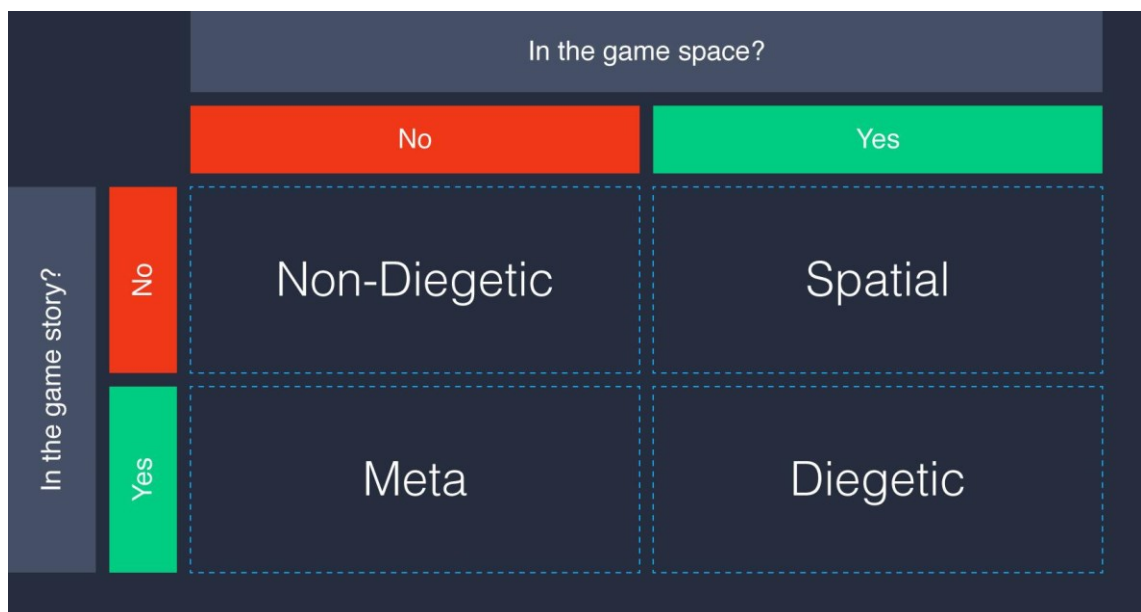 In the game space?
No
Yes
In the game story?
No
Non-Diegetic
Spatial
Yes
Meta
Diegetic